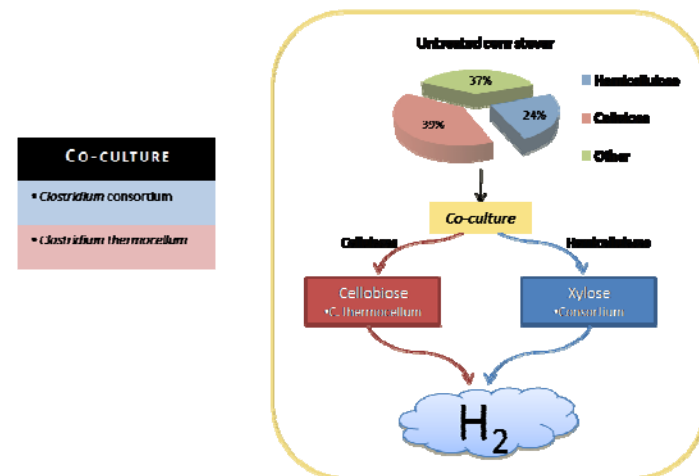 Untreated corn stover
37%
39%
24%
Hemicellulose
Cellulose
Other
CO-CULTURE
• Clostridium consortium
• Clostridium thermocellum
Co-culture
Cellulose
Hemicellulose
Cellobiose
•C. thermocellum
Xylose
•Consortium
H2